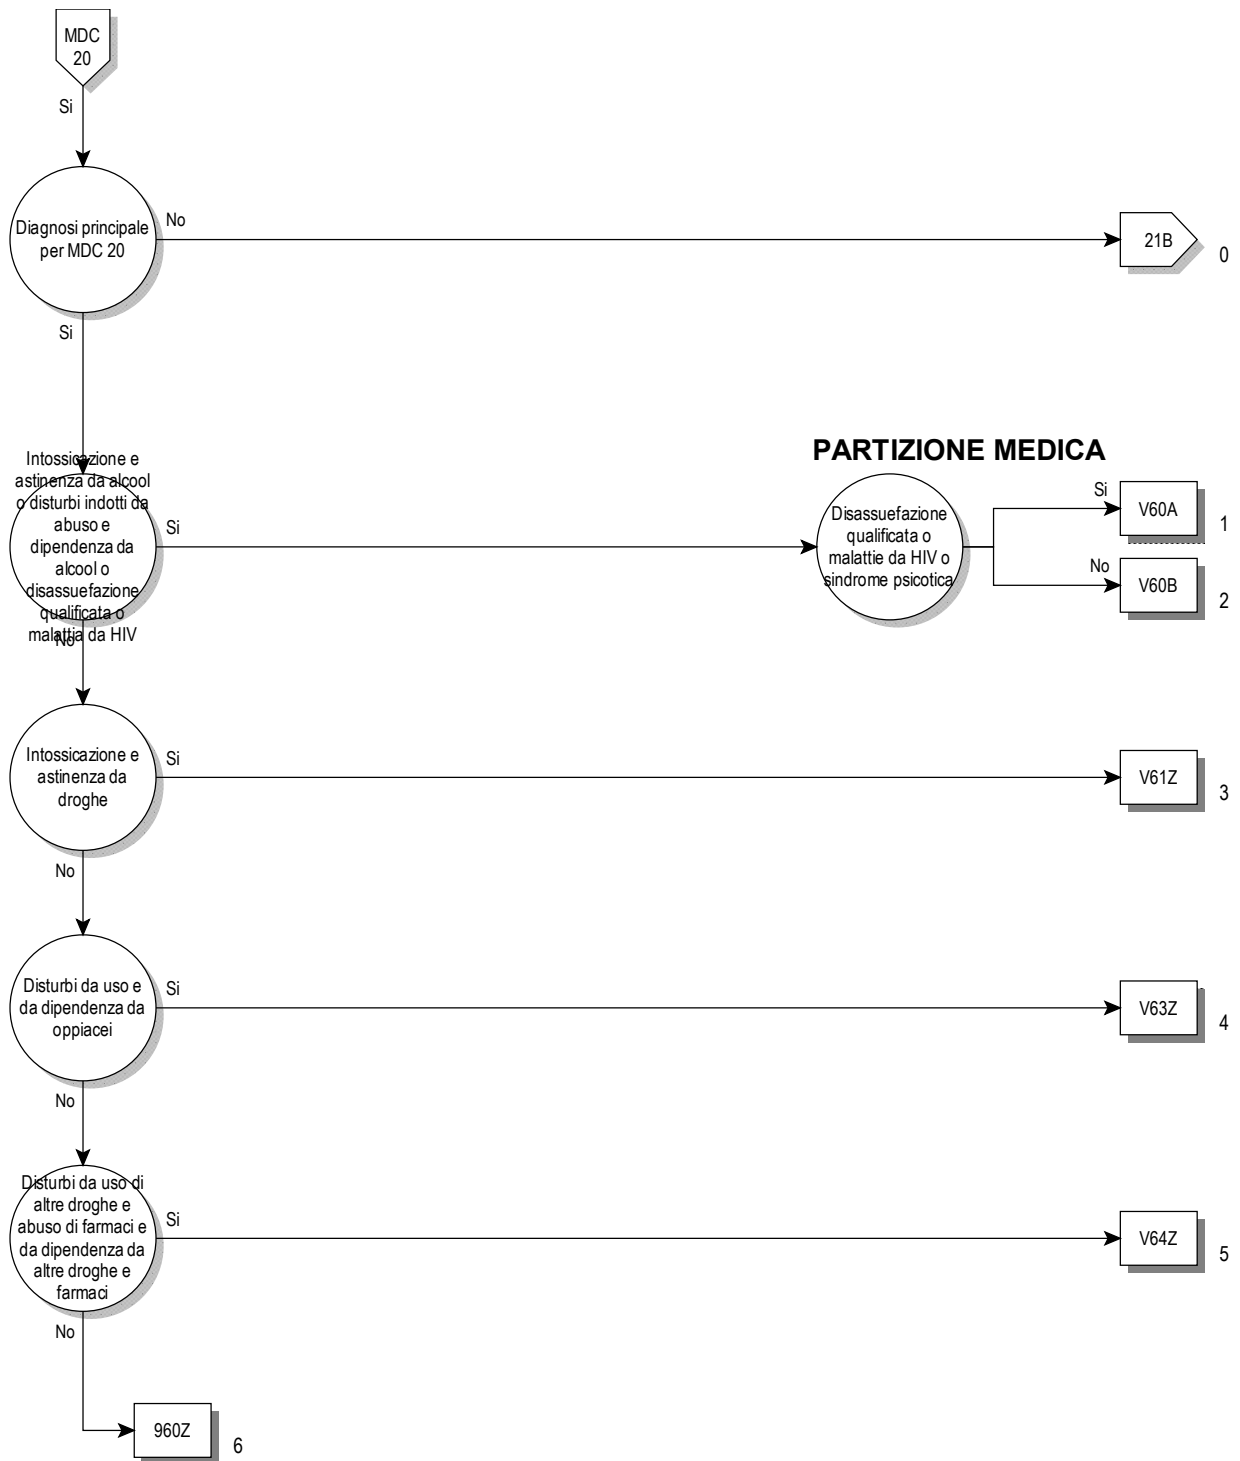 MDC
20
Si
Diagnosi principale
per MDC 20
No
21B
0
Si
PARTIZIONE MEDICA
Intossicazione e
astinenza da alcool
o disturbi indotti da
abuso e
dipendenza da
alcool o
disassuefazione
qualificata o
malattia da HIV
Si
Disassuefazione
qualificata o
malattie da HIV o
sindrome psicotica
Si
V60A
1
No
V60B
2
No
Intossicazione e
astinenza da
droghe
Si
V61Z
3
No
Disturbi da uso e
da dipendenza da
oppiacei
Si
V63Z
4
No
Disturbi da uso di
altre droghe e
abuso di farmaci e
da dipendenza da
altre droghe e
farmaci
Si
V64Z
5
No
960Z
6